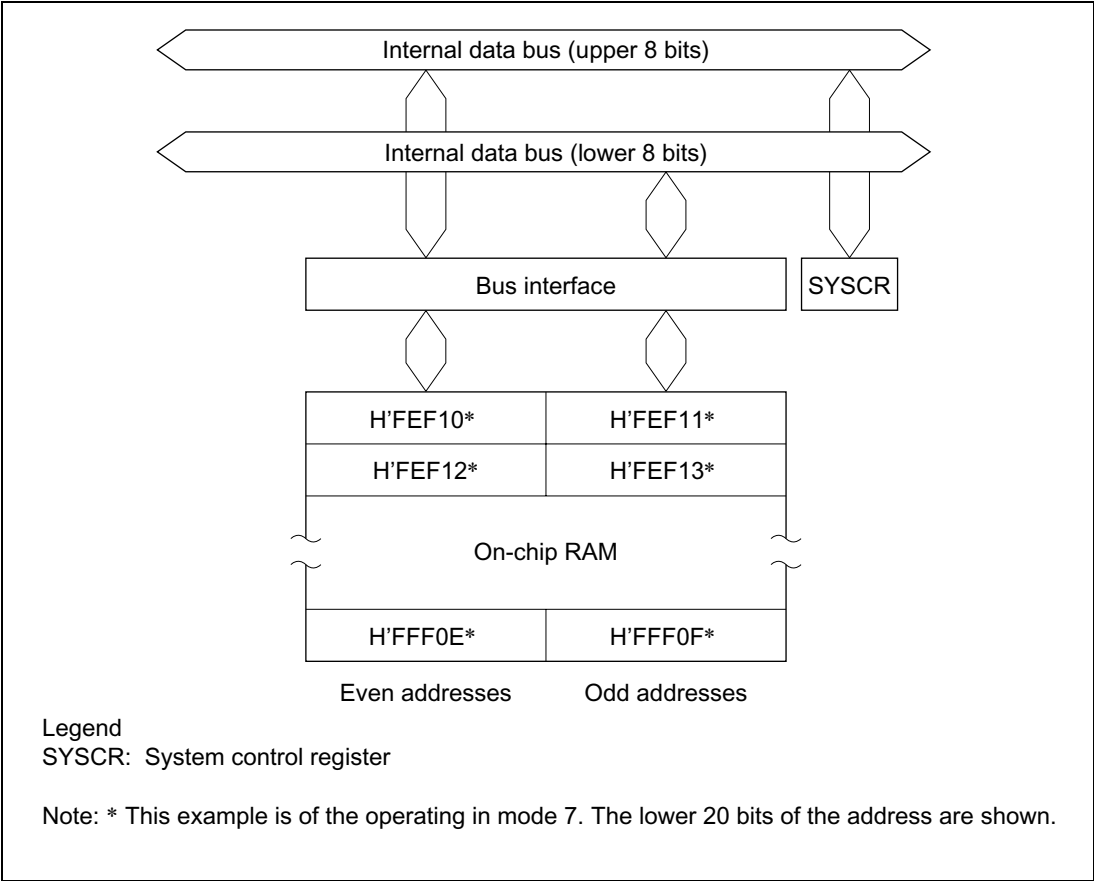 Internal data bus (upper 8 bits)
Internal data bus (lower 8 bits)
Bus interface
SYSCR
H'FEF10*
H'FEF11*
H'FEF12*
H'FEF13*
On-chip RAM
H'FFF0E*
H'FFF0F*
Even addresses
Odd addresses
Legend
SYSCR: System control register
Note: * This example is of the operating in mode 7. The lower 20 bits of the address are shown.